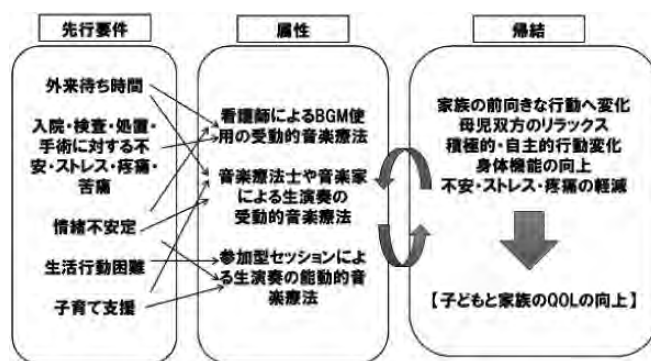 先行要件
外来待ち時間
入院・検査・処置・
手術に対する不
安・ストレス・疼痛・
苦痛
情緒不安定
生活行動困難
子育て支援
属性
看護師によるBGM使
用の受動的音楽療法
音楽療法士や音楽家
による生演奏の
受動的音楽療法
参加型セッションによ
る生演奏の能動的音
楽療法
帰結
家族の前向きな行動へ変化
母児双方のリラックス
積極的・自主的行動変化
身体機能の向上
不安・ストレス・疼痛の軽減
【子どもと家族のQOLの向上】